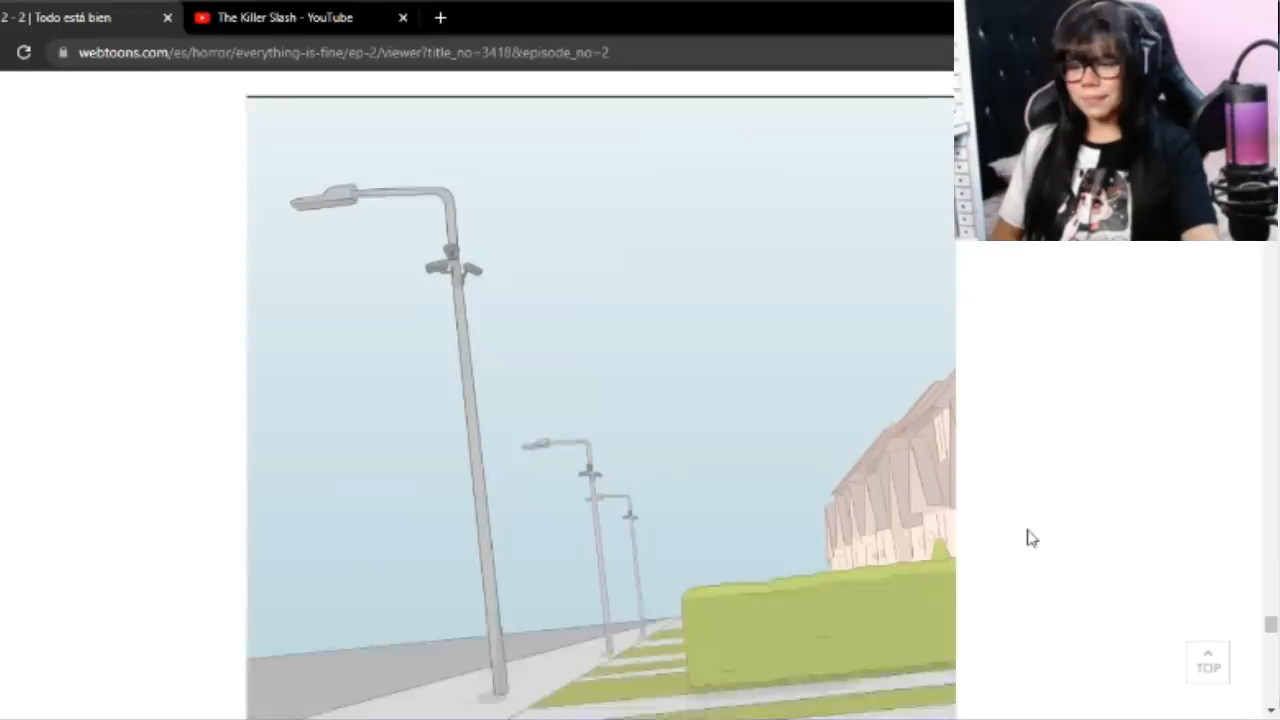 2 - 2 | Todo está bien
The Killer Slash - YouTube
webtoons.com/es/horror/everything-is-fine/ep-2/viewer?title_no=3418&episode_no=2
TOP